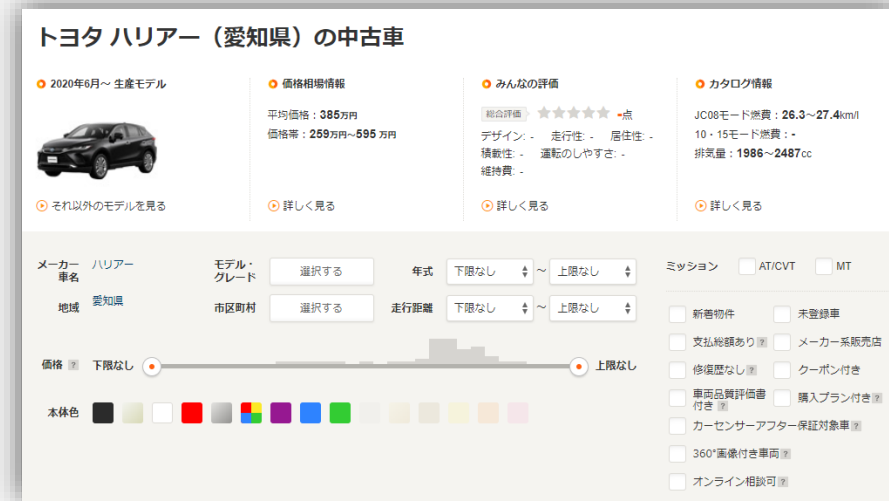 トヨタ ハリアー（愛知県）の中古車
2020年6月～ 生産モデル
それ以外のモデルを見る
価格相場情報
平均価格：385万円
価格帯：259万円～595 万円
詳しく見る
みんなの評価
総合評価 -点
デザイン: - 走行性: - 居住性: -
積載性: - 運転のしやすさ: -
維持費: -
詳しく見る
カタログ情報
JC08モード燃費：26.3～27.4km/l
10・15モード燃費：-
排気量：1986～2487cc
詳しく見る
メーカー
車名
ハリアー
モデル・
グレード
選択する
年式 下限なし ～ 上限なし
地域 愛知県
市区町村 選択する
走行距離 下限なし ～ 上限なし
価格 ? 下限なし 上限なし
本体色
ミッション AT/CVT MT
新着物件 未登録車
支払総額あり ? メーカー系販売店
修復歴なし ? クーポン付き
車両品質評価書
付き ?
購入プラン付き ?
カーセンサーアフター保証対象車 ?
360°画像付き車両 ?
オンライン相談可 ?